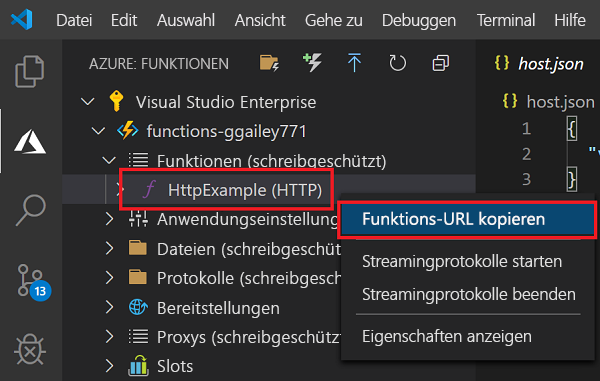 Datei Bearbeiten Auswahl Ansicht Gehe zu Debuggen Terminal Hilfe
AZURE: FUNKTIONEN
host.json
Visual Studio Enterprise
host.json
functions-ggailey771
1 {
Funktionen (schreibgeschützt)
2 "v
HttpExample (HTTP)
3 }
Funktions-URL kopieren
Anwendungseinstellung
Dateien (schreibgeschüt
Streamingprotokolle starten
Protokolle (schreibgesch
Streamingprotokolle beenden
13
Bereitstellungen
Proxys (schreibgeschützt
Eigenschaften anzeigen
Slots